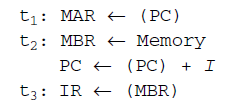 t₁: MAR ← (PC)
t₂: MBR ← Memory
PC ← (PC) + I
t₃: IR ← (MBR)